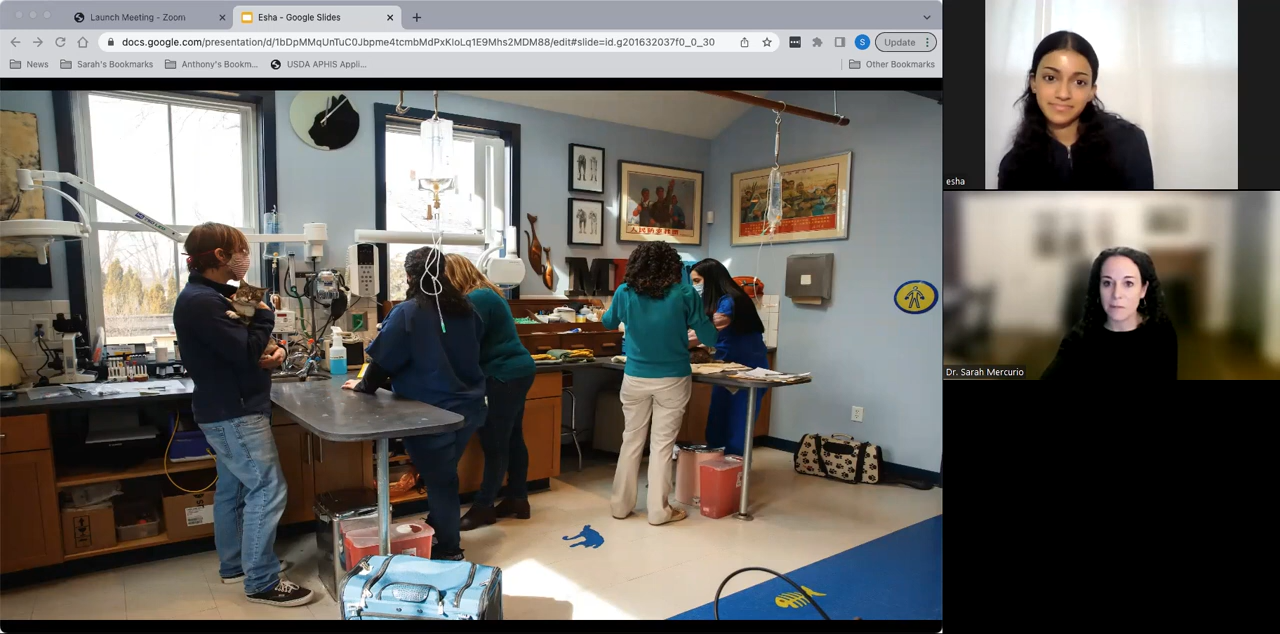 Launch Meeting - Zoom
Esha - Google Slides
docs.google.com/presentation/d/1bDpMMqUnTuC0Jbpme4tcmbMdPxKloLq1E9Mhs2MDM88/edit#slide=id.g201632037f0_0_30
S
Update
News
Sarah's Bookmarks
Anthony's Bookm...
USDA APHIS Appli...
Other Bookmarks
M
esha
Dr. Sarah Mercurio